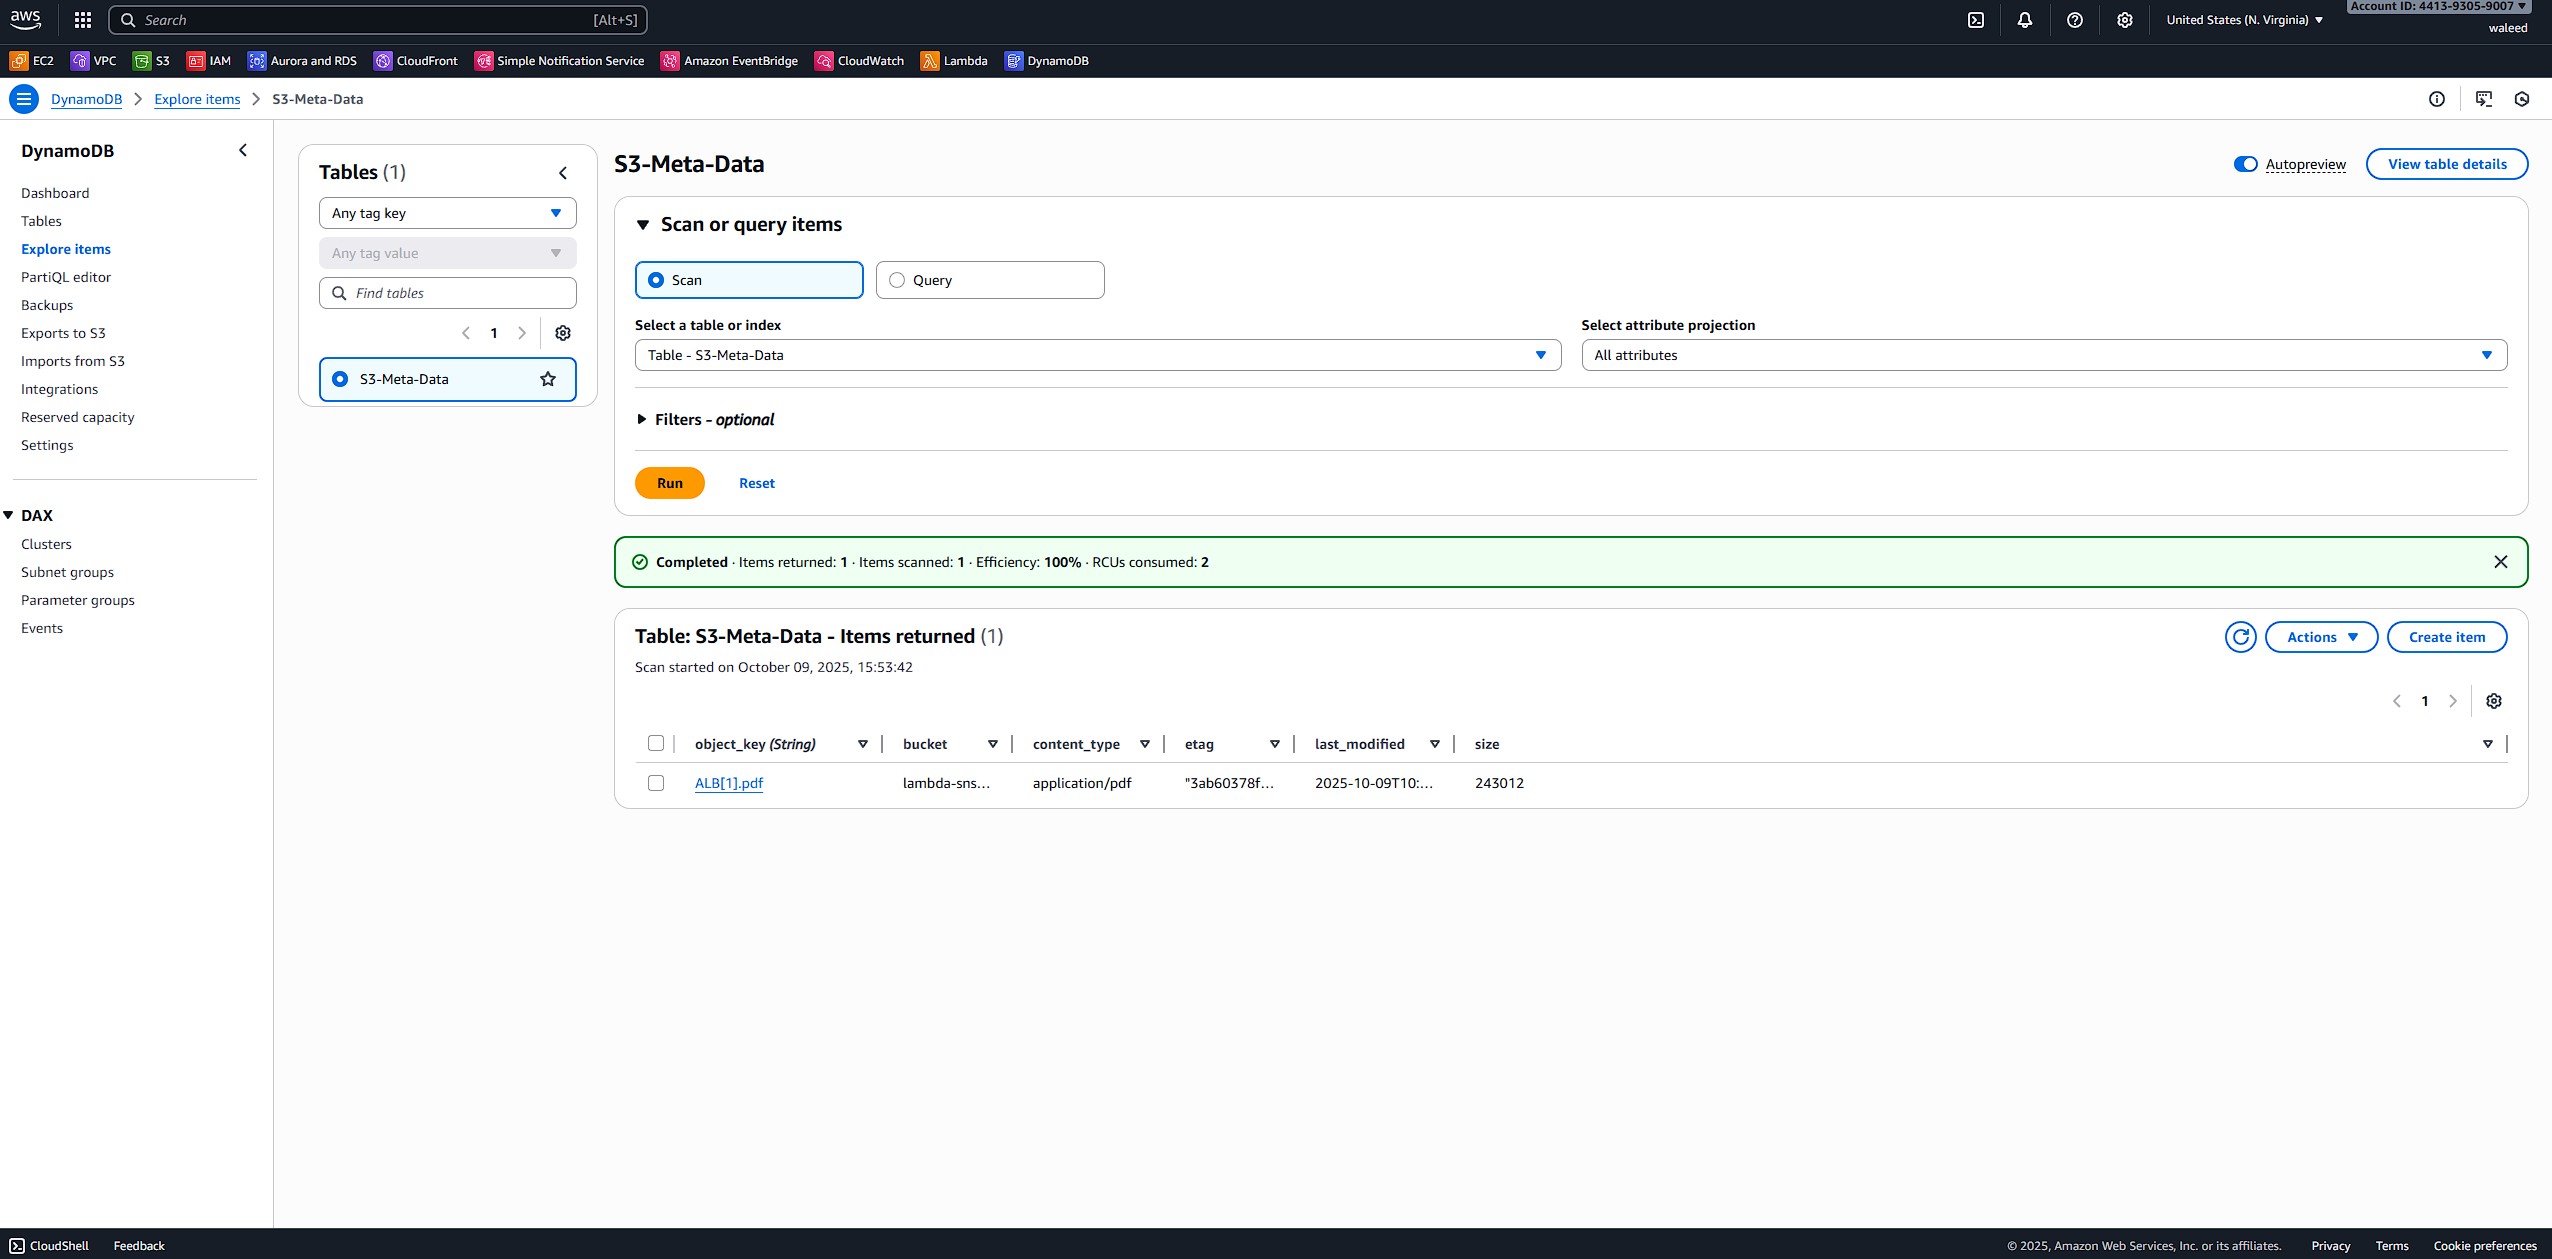 aws
Search [Alt+S]
United States (N. Virginia)
Account ID: 4413-9305-9007
waleed
EC2 VPC S3 IAM Aurora and RDS CloudFront Simple Notification Service Amazon EventBridge CloudWatch Lambda DynamoDB
DynamoDB Explore items S3-Meta-Data
DynamoDB
Dashboard
Tables
Explore items
PartiQL editor
Backups
Exports to S3
Imports from S3
Integrations
Reserved capacity
Settings
DAX
Clusters
Subnet groups
Parameter groups
Events
Tables (1)
Any tag key
Any tag value
Find tables
1
S3-Meta-Data
S3-Meta-Data
Autopreview View table details
Scan or query items
Scan Query
Select a table or index Select attribute projection
Table - S3-Meta-Data All attributes
Filters - optional
Run Reset
Completed · Items returned: 1 · Items scanned: 1 · Efficiency: 100% · RCUs consumed: 2
Table: S3-Meta-Data - Items returned (1)
Actions Create item
Scan started on October 09, 2025, 15:53:42
1
object_key (String) bucket content_type etag last_modified size
ALB[1].pdf lambda-sns... application/pdf "3ab60378f... 2025-10-09T10:... 243012
CloudShell Feedback © 2025, Amazon Web Services, Inc. or its affiliates. Privacy Terms Cookie preferences